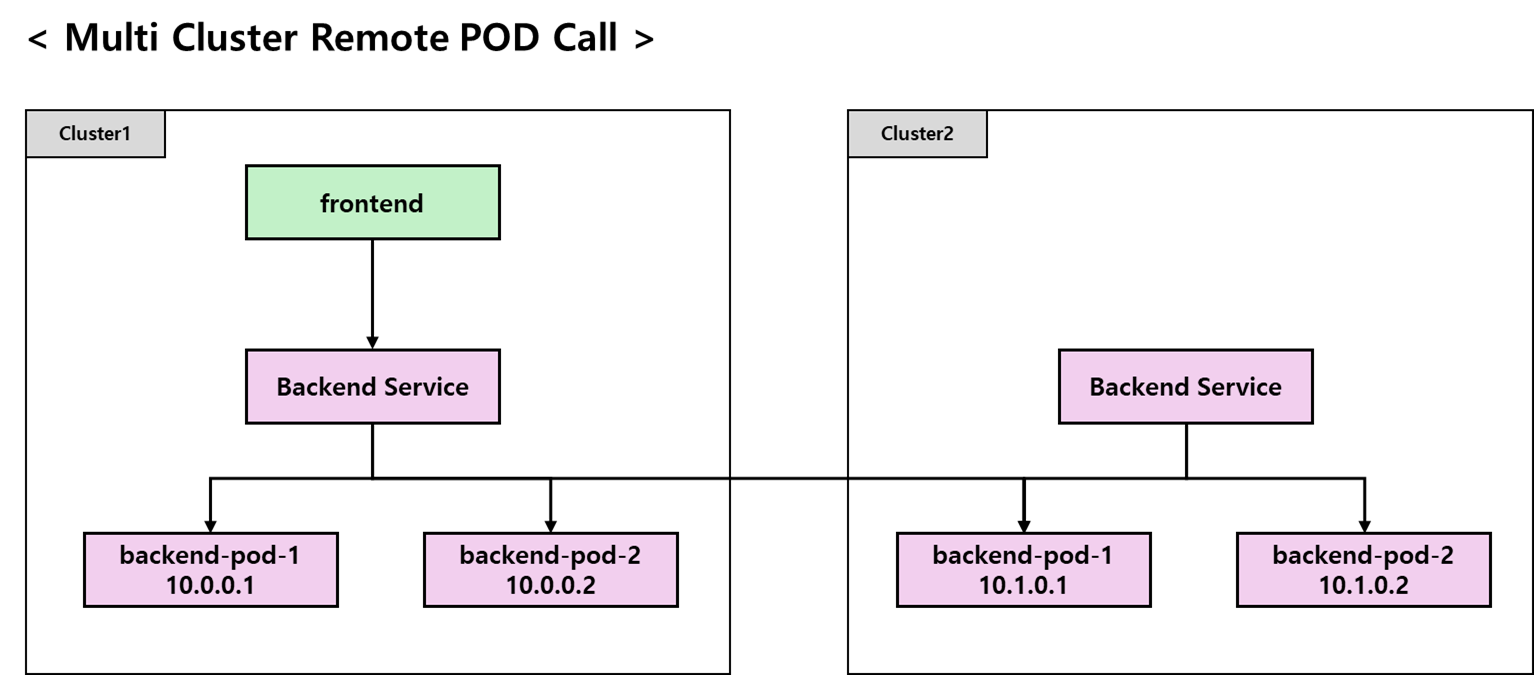 < Multi Cluster Remote POD Call >
Cluster1
Cluster2
frontend
Backend Service
Backend Service
backend-pod-1
10.0.0.1
backend-pod-2
10.0.0.2
backend-pod-1
10.1.0.1
backend-pod-2
10.1.0.2